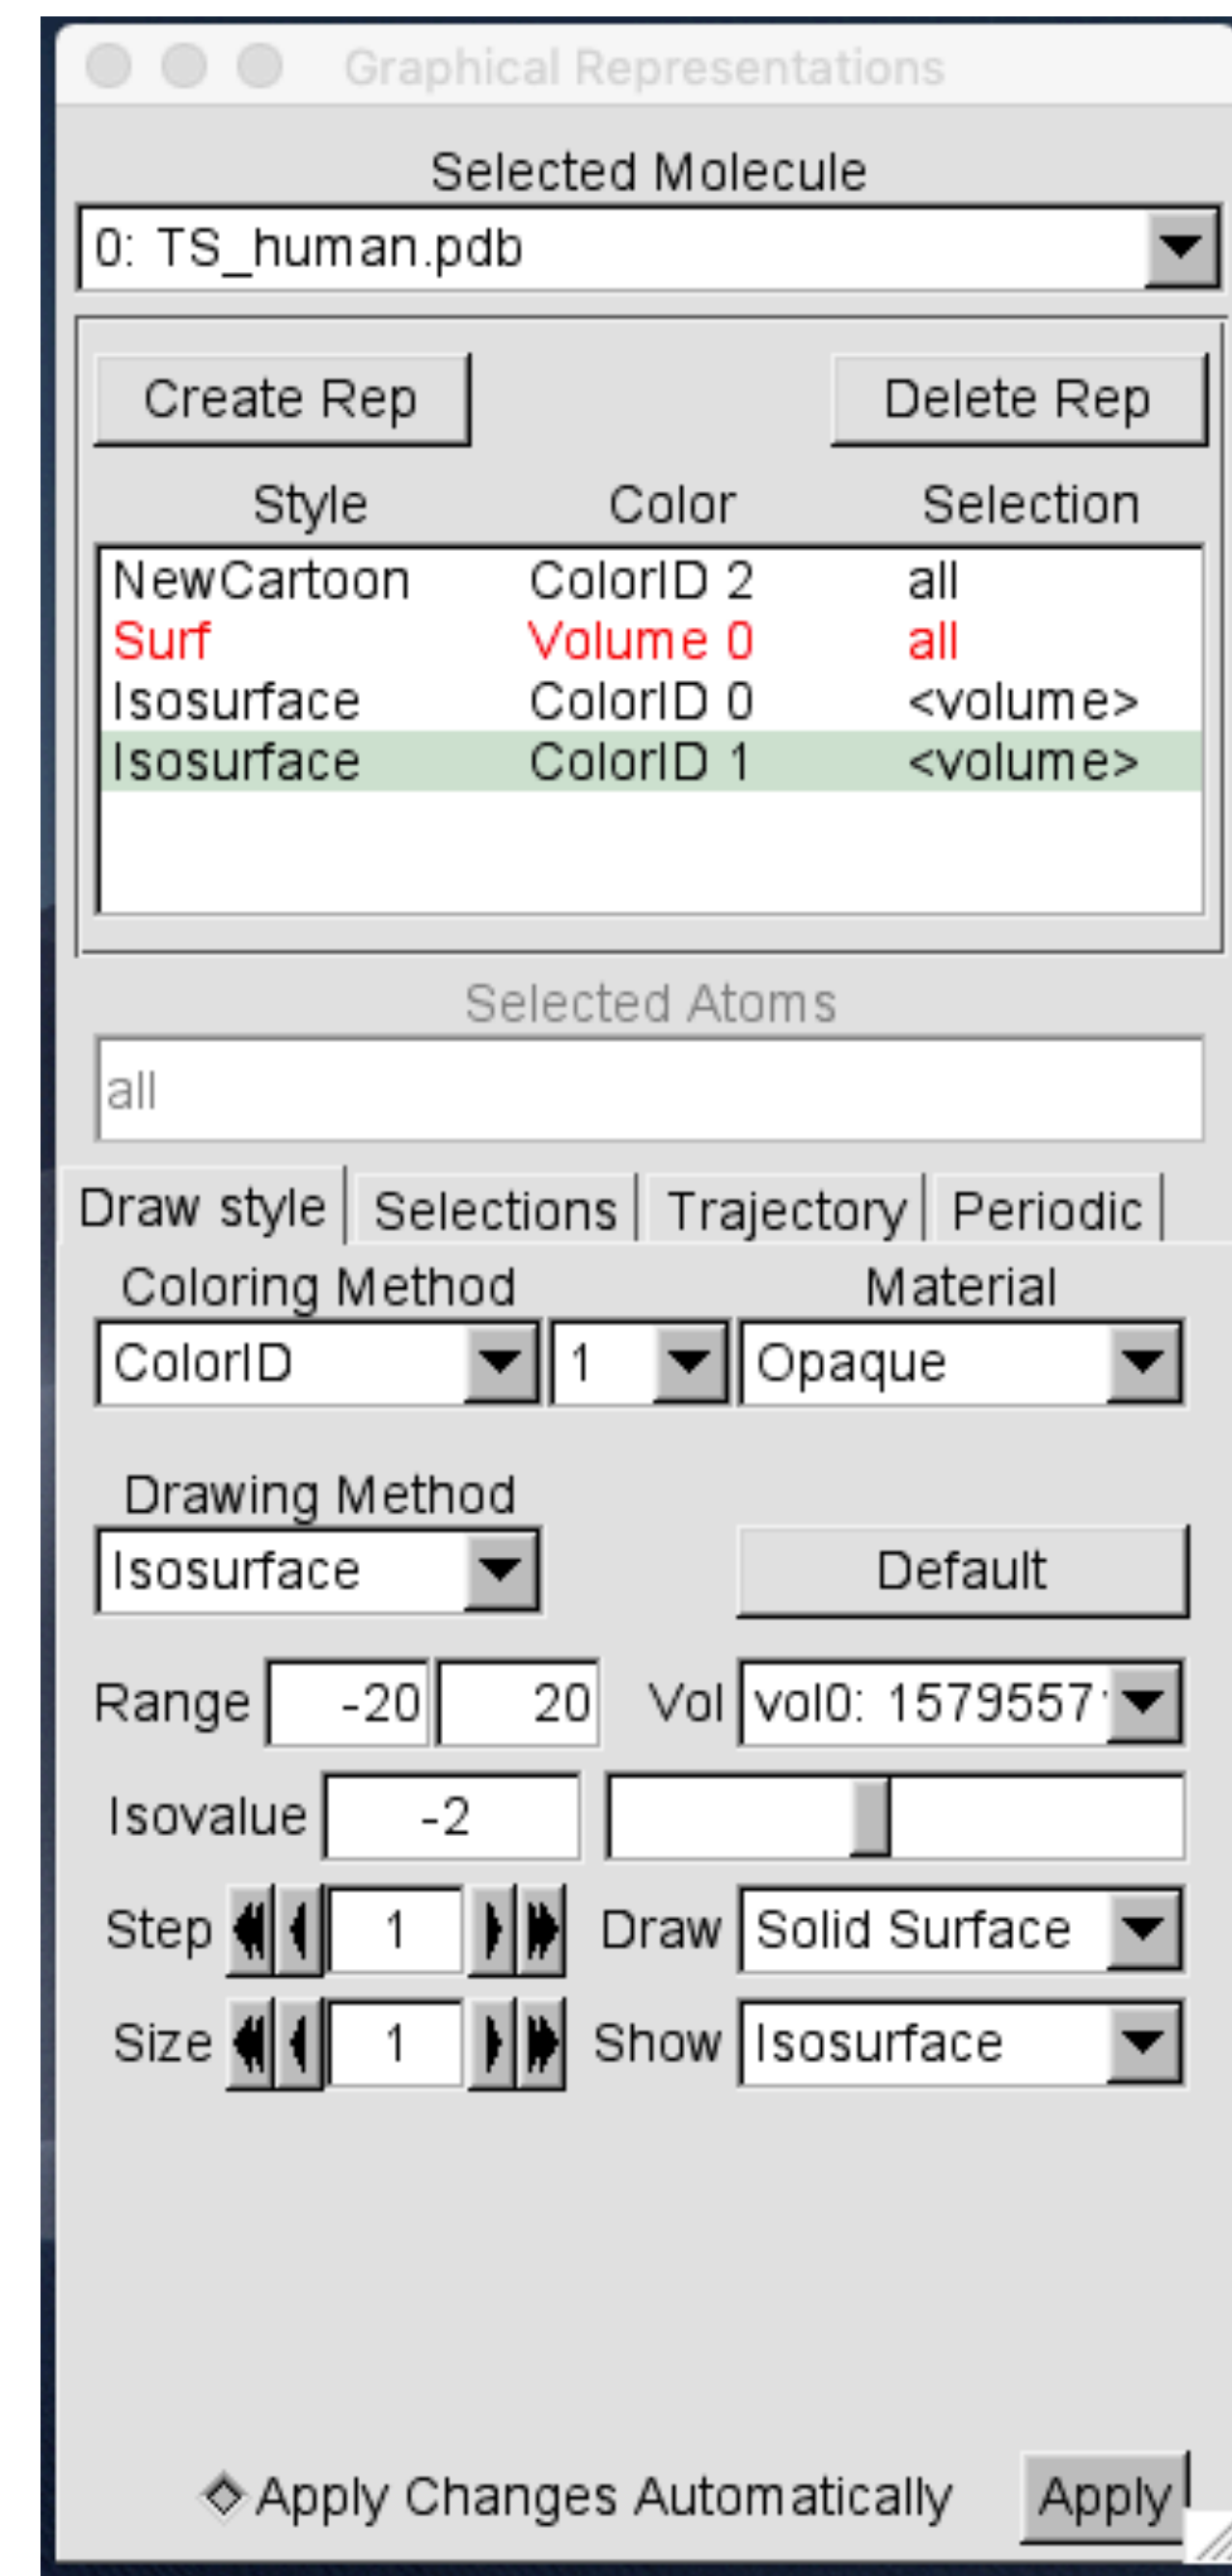 Graphical Representations
Selected Molecule
0: TS_human.pdb
Create Rep Delete Rep
Style Color Selection
NewCartoon ColorID 2 all
Surf Volume 0 all
Isosurface ColorID 0 <volume>
Isosurface ColorID 1 <volume>
Selected Atoms
all
Draw style Selections Trajectory Periodic
Coloring Method Material
ColorID 1 Opaque
Drawing Method
Isosurface Default
Range -20 20 Vol vol0: 1579557
Isovalue -2
Step 1 Draw Solid Surface
Size 1 Show Isosurface
Apply Changes Automatically Apply